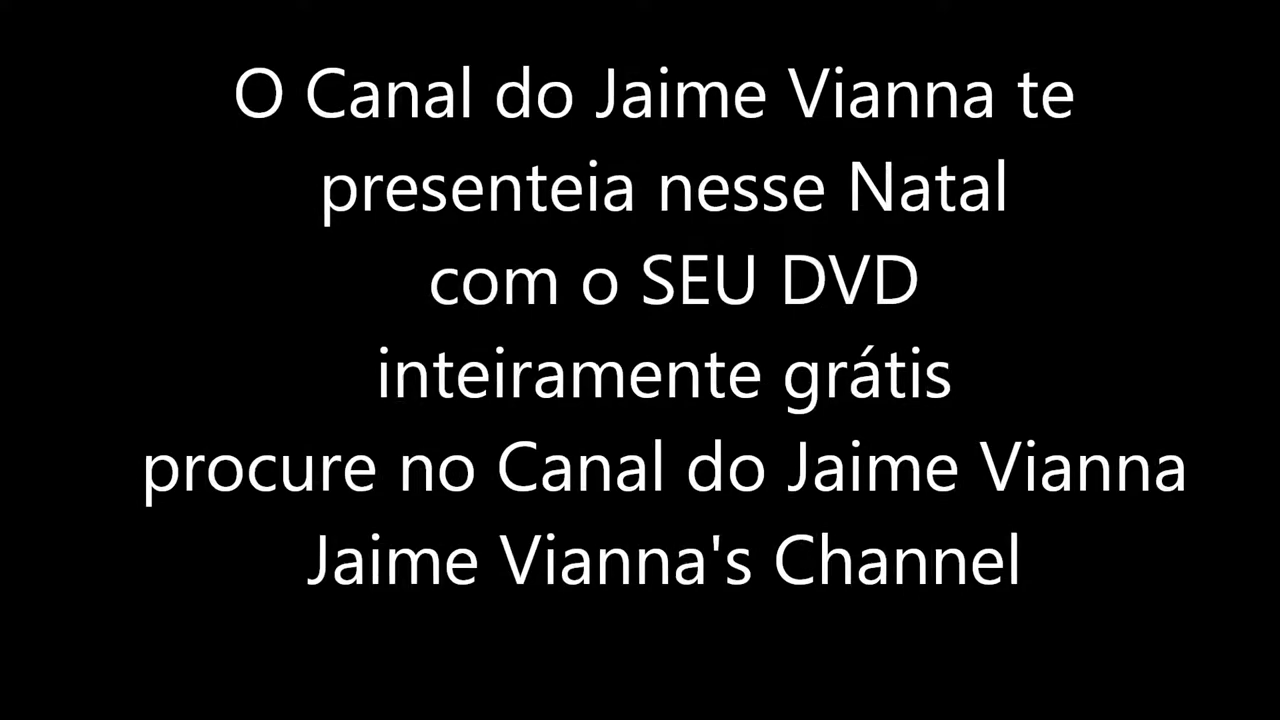 O Canal do Jaime Vianna te
presenteia nesse Natal
com o SEU DVD
inteiramente grátis
procure no Canal do Jaime Vianna
Jaime Vianna's Channel